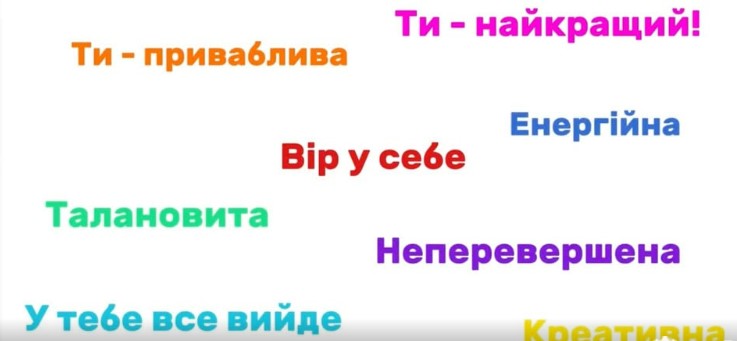 Ти - найкращий!
Ти - приваблива
Енергійна
Вір у себе
Талановита
Неперевершена
У тебе все вийде
Креативна